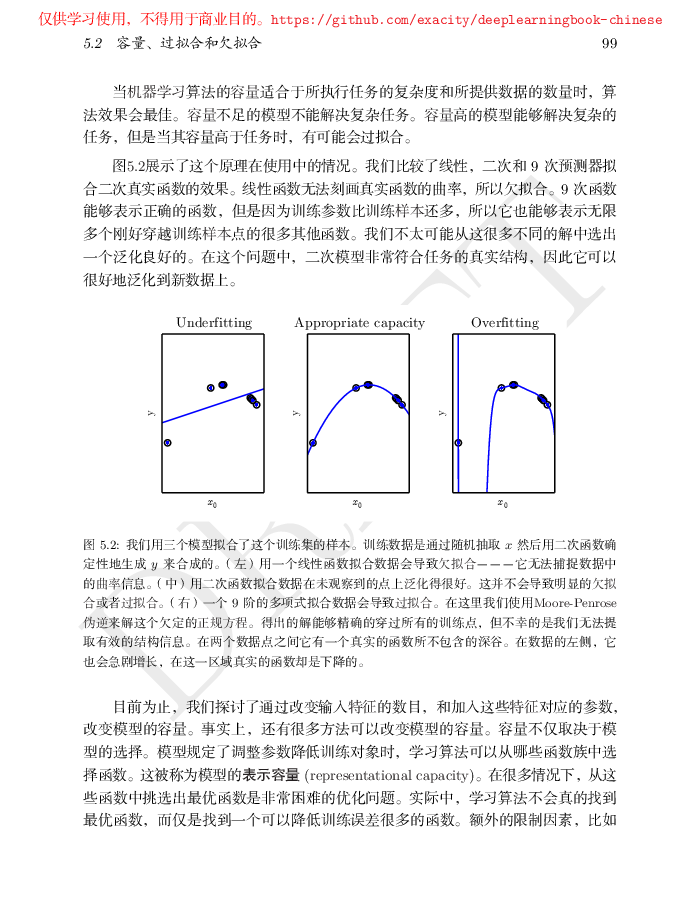 仅供学习使用，不得用于商业目的。https://github.com/exacity/deeplearningbook-chinese
5.2 容量、过拟合和欠拟合 99
当机器学习算法的容量适合于所执行任务的复杂度和所提供数据的数量时，算
法效果会最佳。容量不足的模型不能解决复杂任务。容量高的模型能够解决复杂的
任务，但是当其容量高于任务时，有可能会过拟合。
图5.2展示了这个原理在使用中的情况。我们比较了线性，二次和 9 次预测器拟
合二次真实函数的效果。线性函数无法刻画真实函数的曲率，所以欠拟合。9 次函数
能够表示正确的函数，但是因为训练参数比训练样本还多，所以它也能够表示无限
多个刚好穿越训练样本点的很多其他函数。我们不太可能从这很多不同的解中选出
一个泛化良好的。在这个问题中，二次模型非常符合任务的真实结构，因此它可以
很好地泛化到新数据上。
Underfitting Appropriate capacity Overfitting
y y y
x0 x0 x0
图 5.2: 我们用三个模型拟合了这个训练集的样本。训练数据是通过随机抽取 x 然后用二次函数确
定性地生成 y 来合成的。（左）用一个线性函数拟合数据会导致欠拟合———它无法捕捉数据中
的曲率信息。（中）用二次函数拟合数据在未观察到的点上泛化得很好。这并不会导致明显的欠拟
合或者过拟合。（右）一个 9 阶的多项式拟合数据会导致过拟合。在这里我们使用Moore-Penrose
伪逆来解这个欠定的正规方程。得出的解能够精确的穿过所有的训练点，但不幸的是我们无法提
取有效的结构信息。在两个数据点之间它有一个真实的函数所不包含的深谷。在数据的左侧，它
也会急剧增长，在这一区域真实的函数却是下降的。
目前为止，我们探讨了通过改变输入特征的数目，和加入这些特征对应的参数，
改变模型的容量。事实上，还有很多方法可以改变模型的容量。容量不仅取决于模
型的选择。模型规定了调整参数降低训练对象时，学习算法可以从哪些函数族中选
择函数。这被称为模型的表示容量 (representational capacity)。在很多情况下，从这
些函数中挑选出最优函数是非常困难的优化问题。实际中，学习算法不会真的找到
最优函数，而仅是找到一个可以降低训练误差很多的函数。额外的限制因素，比如
DRAFT